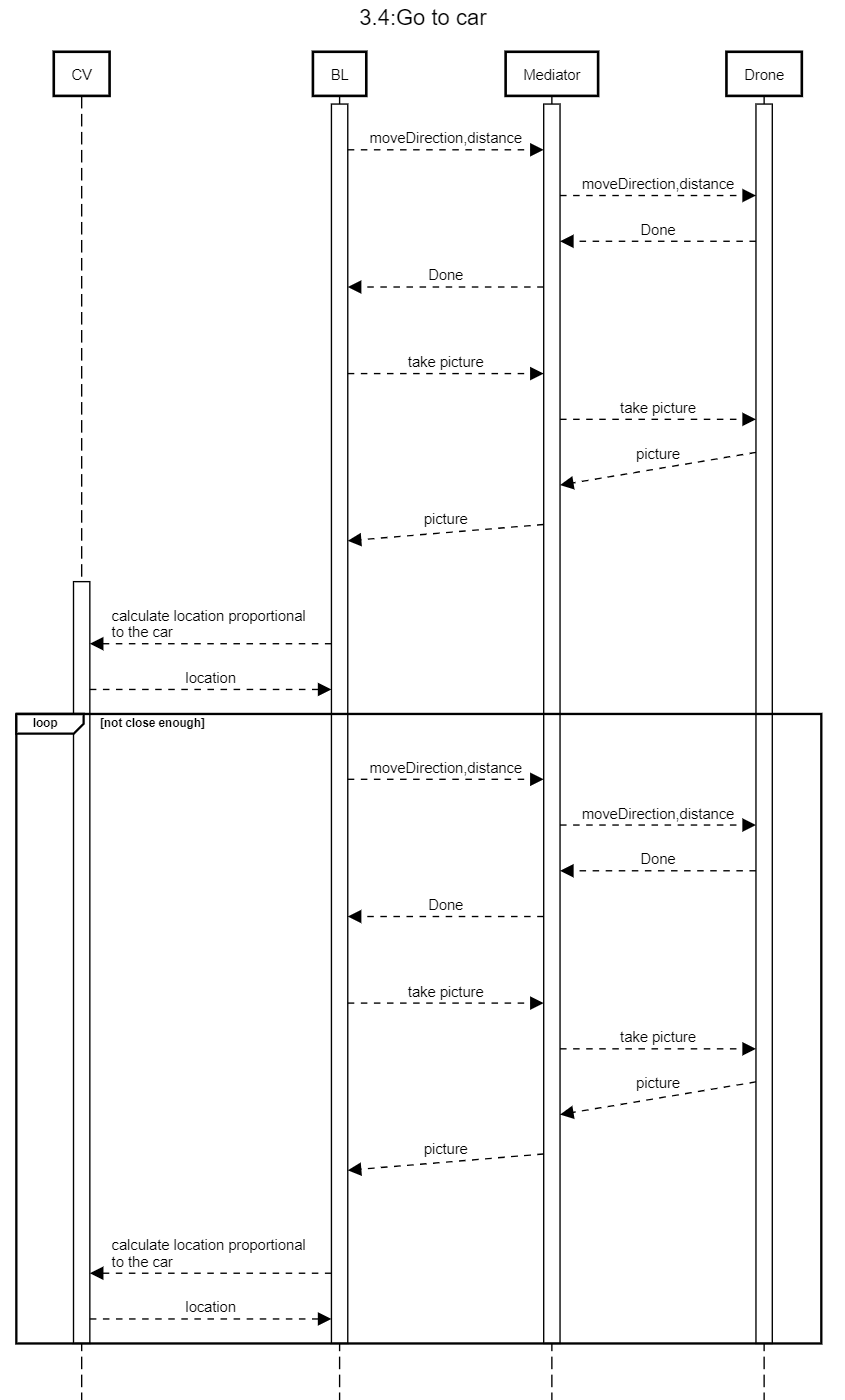 3.4:Go to car
CV
BL
Mediator
Drone
moveDirection,distance
moveDirection,distance
Done
Done
take picture
take picture
picture
picture
calculate location proportional
to the car
location
loop
[not close enough]
moveDirection,distance
moveDirection,distance
Done
Done
take picture
take picture
picture
picture
calculate location proportional
to the car
location